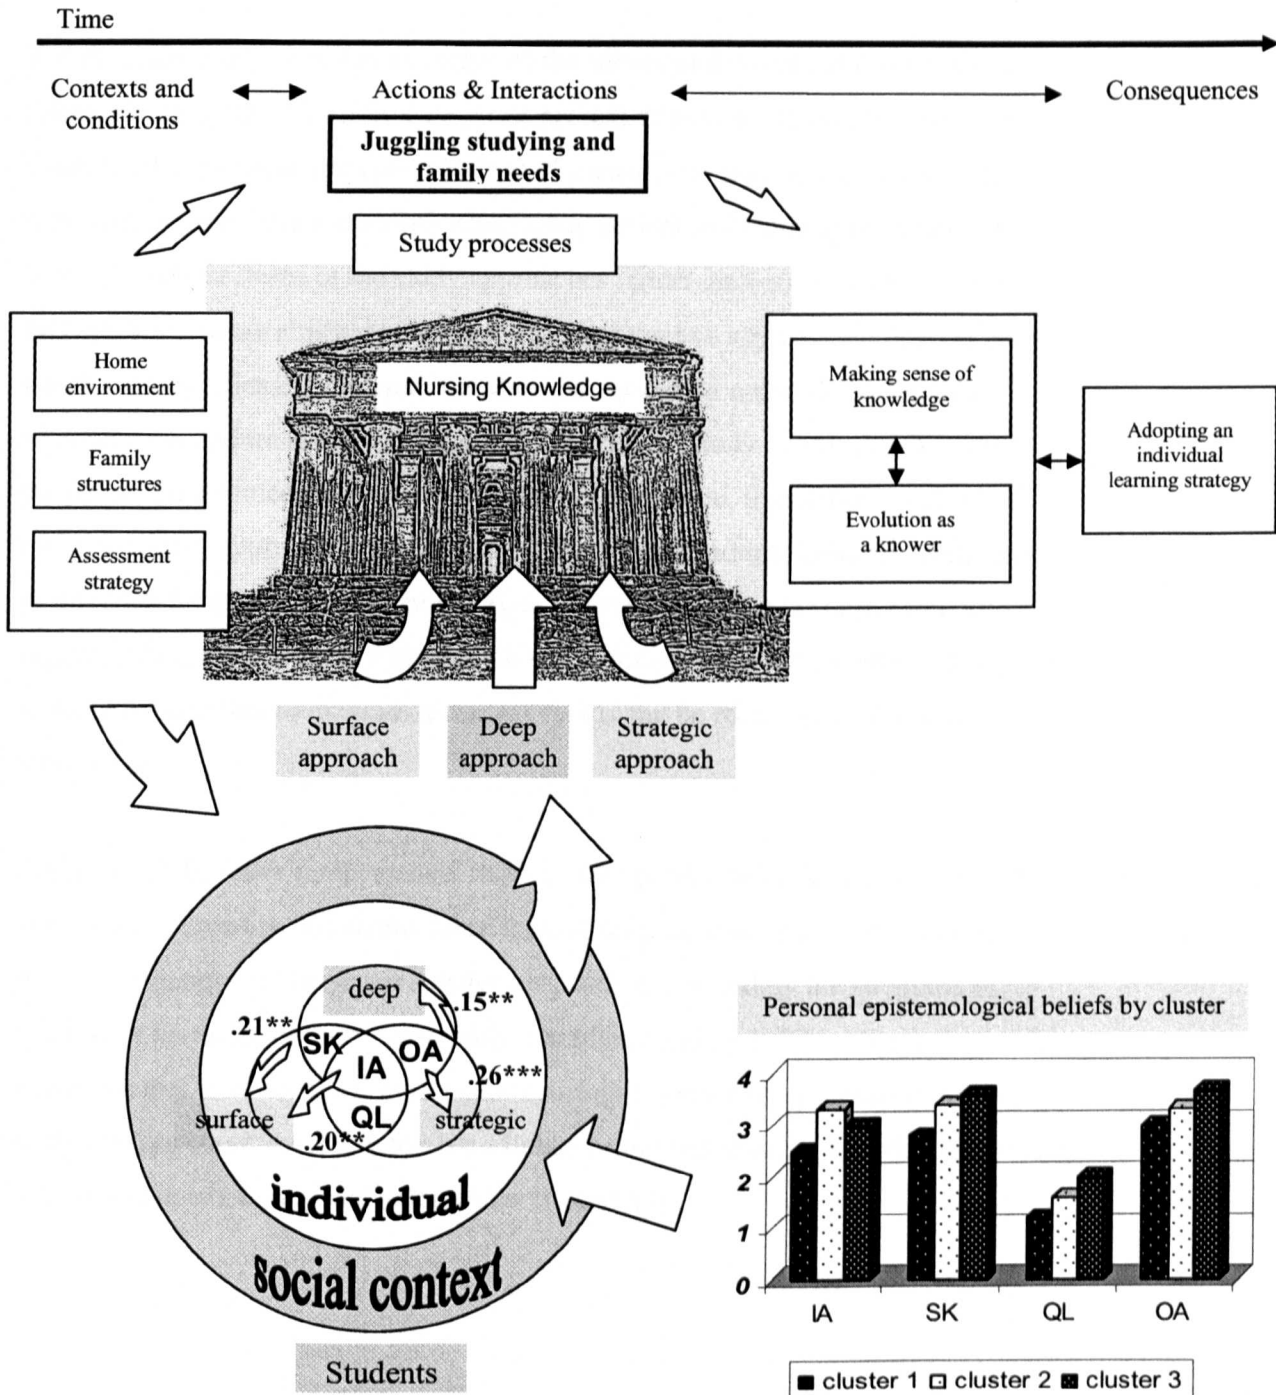 Time
Contexts and
conditions
Actions & Interactions
Consequences
Juggling studying and
family needs
Study processes
Home
environment
Family
structures
Assessment
strategy
Nursing Knowledge
Making sense of
knowledge
Evolution as
a knower
Adopting an
individual
learning strategy
Surface
approach
Deep
approach
Strategic
approach
deep
.15**
.21**
SK
OA
IA
.26***
surface
QL
strategic
.20**
individual
social context
Students
Personal epistemological beliefs by cluster
4
3
2
1
0
IA SK QL OA
cluster 1 cluster 2 cluster 3